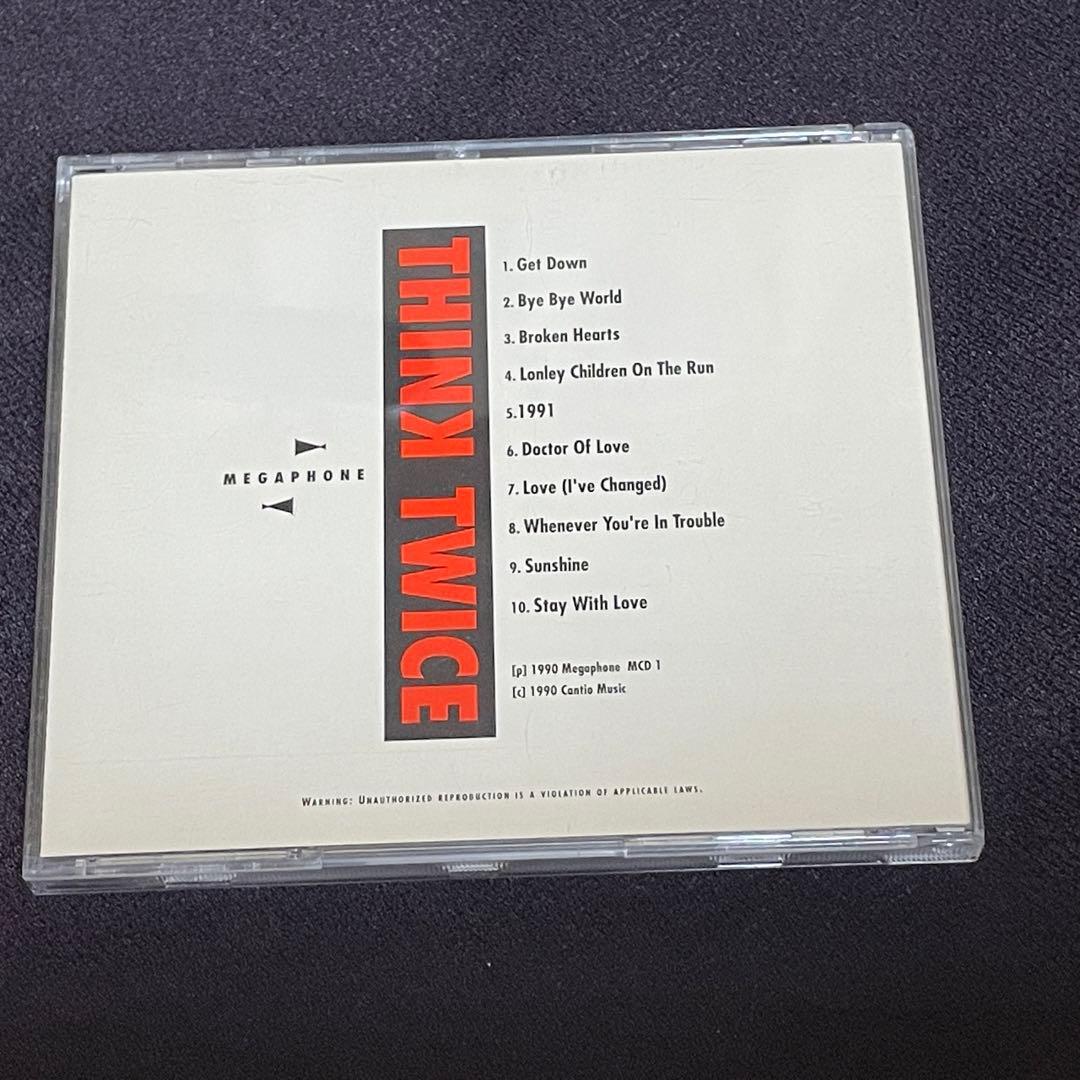 MEGAPHONE
THINK TWICE
1. Get Down
2. Bye Bye World
3. Broken Hearts
4. Lonley Children On The Run
5.1991
6. Doctor Of Love
7. Love (I've Changed)
8. Whenever You're In Trouble
9. Sunshine
10. Stay With Love
[p] 1990 Megaphone MCD 1
[c] 1990 Cantio Music
WARNING: UNAUTHORIZED REPRODUCTION IS A VIOLATION OF APPLICABLE LAWS.